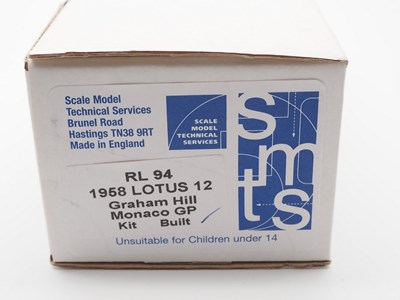 Scale Model
Technical Services
Brunel Road
Hastings TN38 9RT
Made in England
SCALE
MODEL
TECHNICAL
SERVICES
smts
RL 94
1958 LOTUS 12
Graham Hill
Monaco GP
Kit Built
Unsuitable for Children under 14